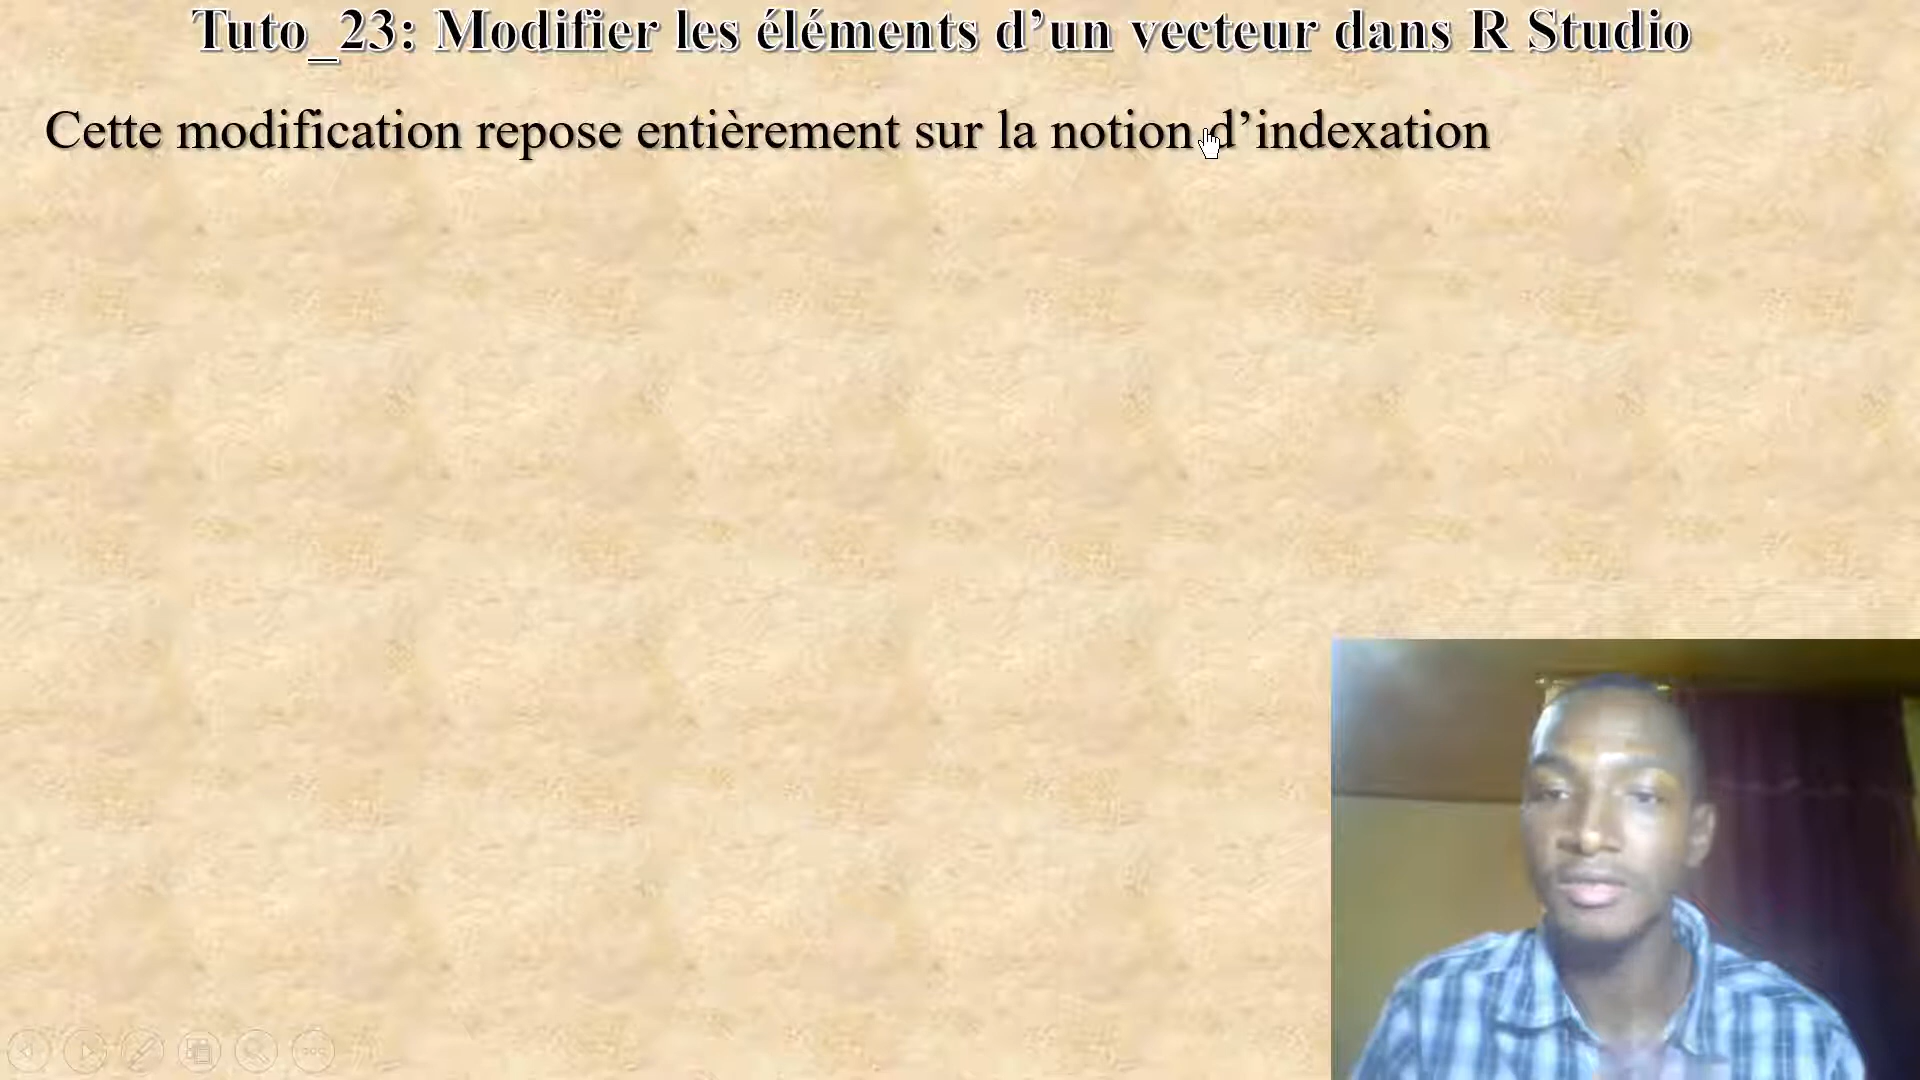 Tuto_23: Modifier les éléments d’un vecteur dans R Studio
Cette modification repose entièrement sur la notion d’indexation